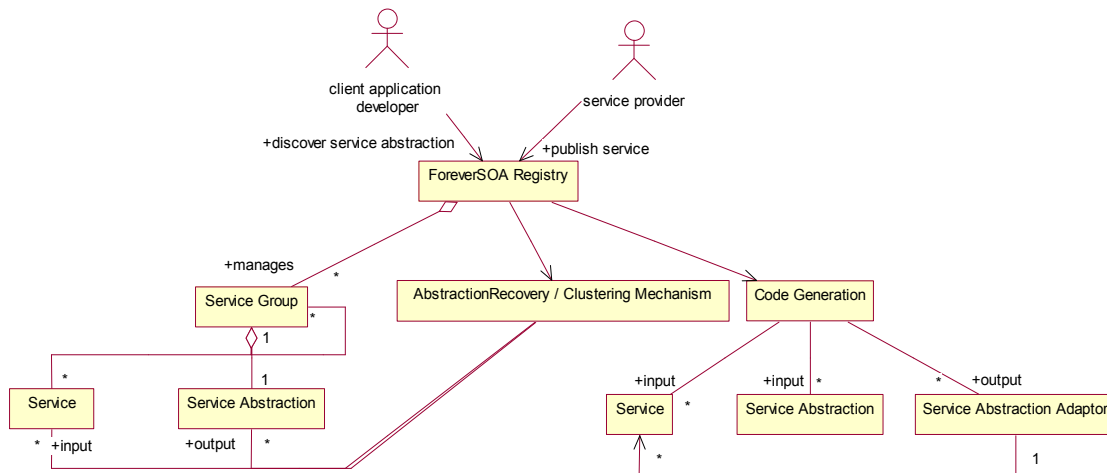 client application
developer
service provider
+discover service abstraction
+publish service
ForeverSOA Registry
+manages
*
Service Group
*
1
AbstractionRecovery / Clustering Mechanism
Code Generation
*
1
Service
Service Abstraction
* +input
+output *
+input
*
+input
*
* +output
Service
Service Abstraction
Service Abstraction Adaptor
*
1